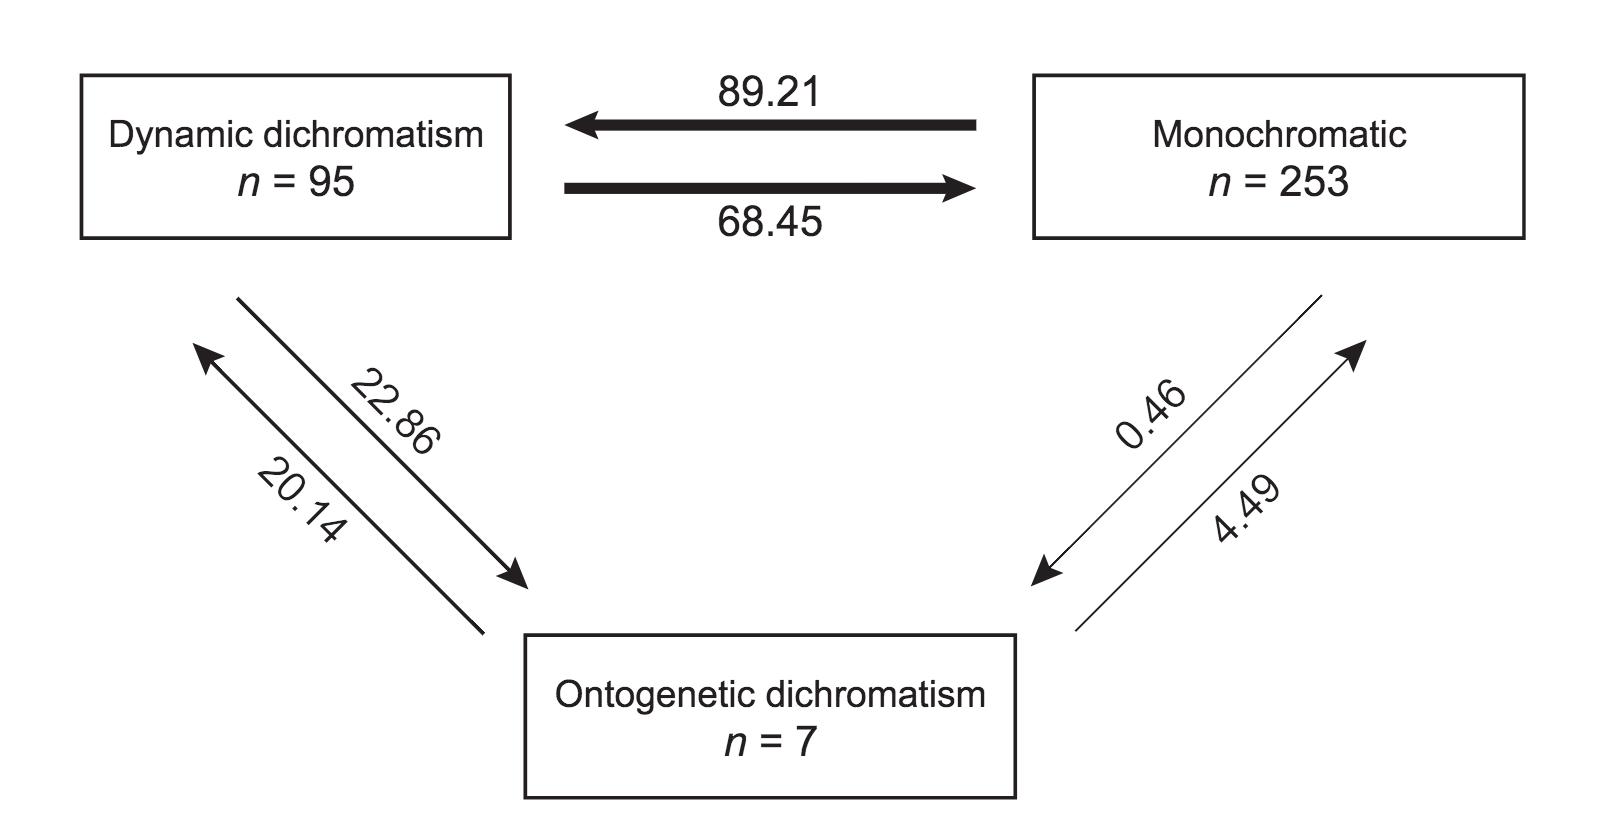 89.21
Dynamic dichromatism
n = 95
Monochromatic
n = 253
68.45
22.86
20.14
0.46
4.49
Ontogenetic dichromatism
n = 7